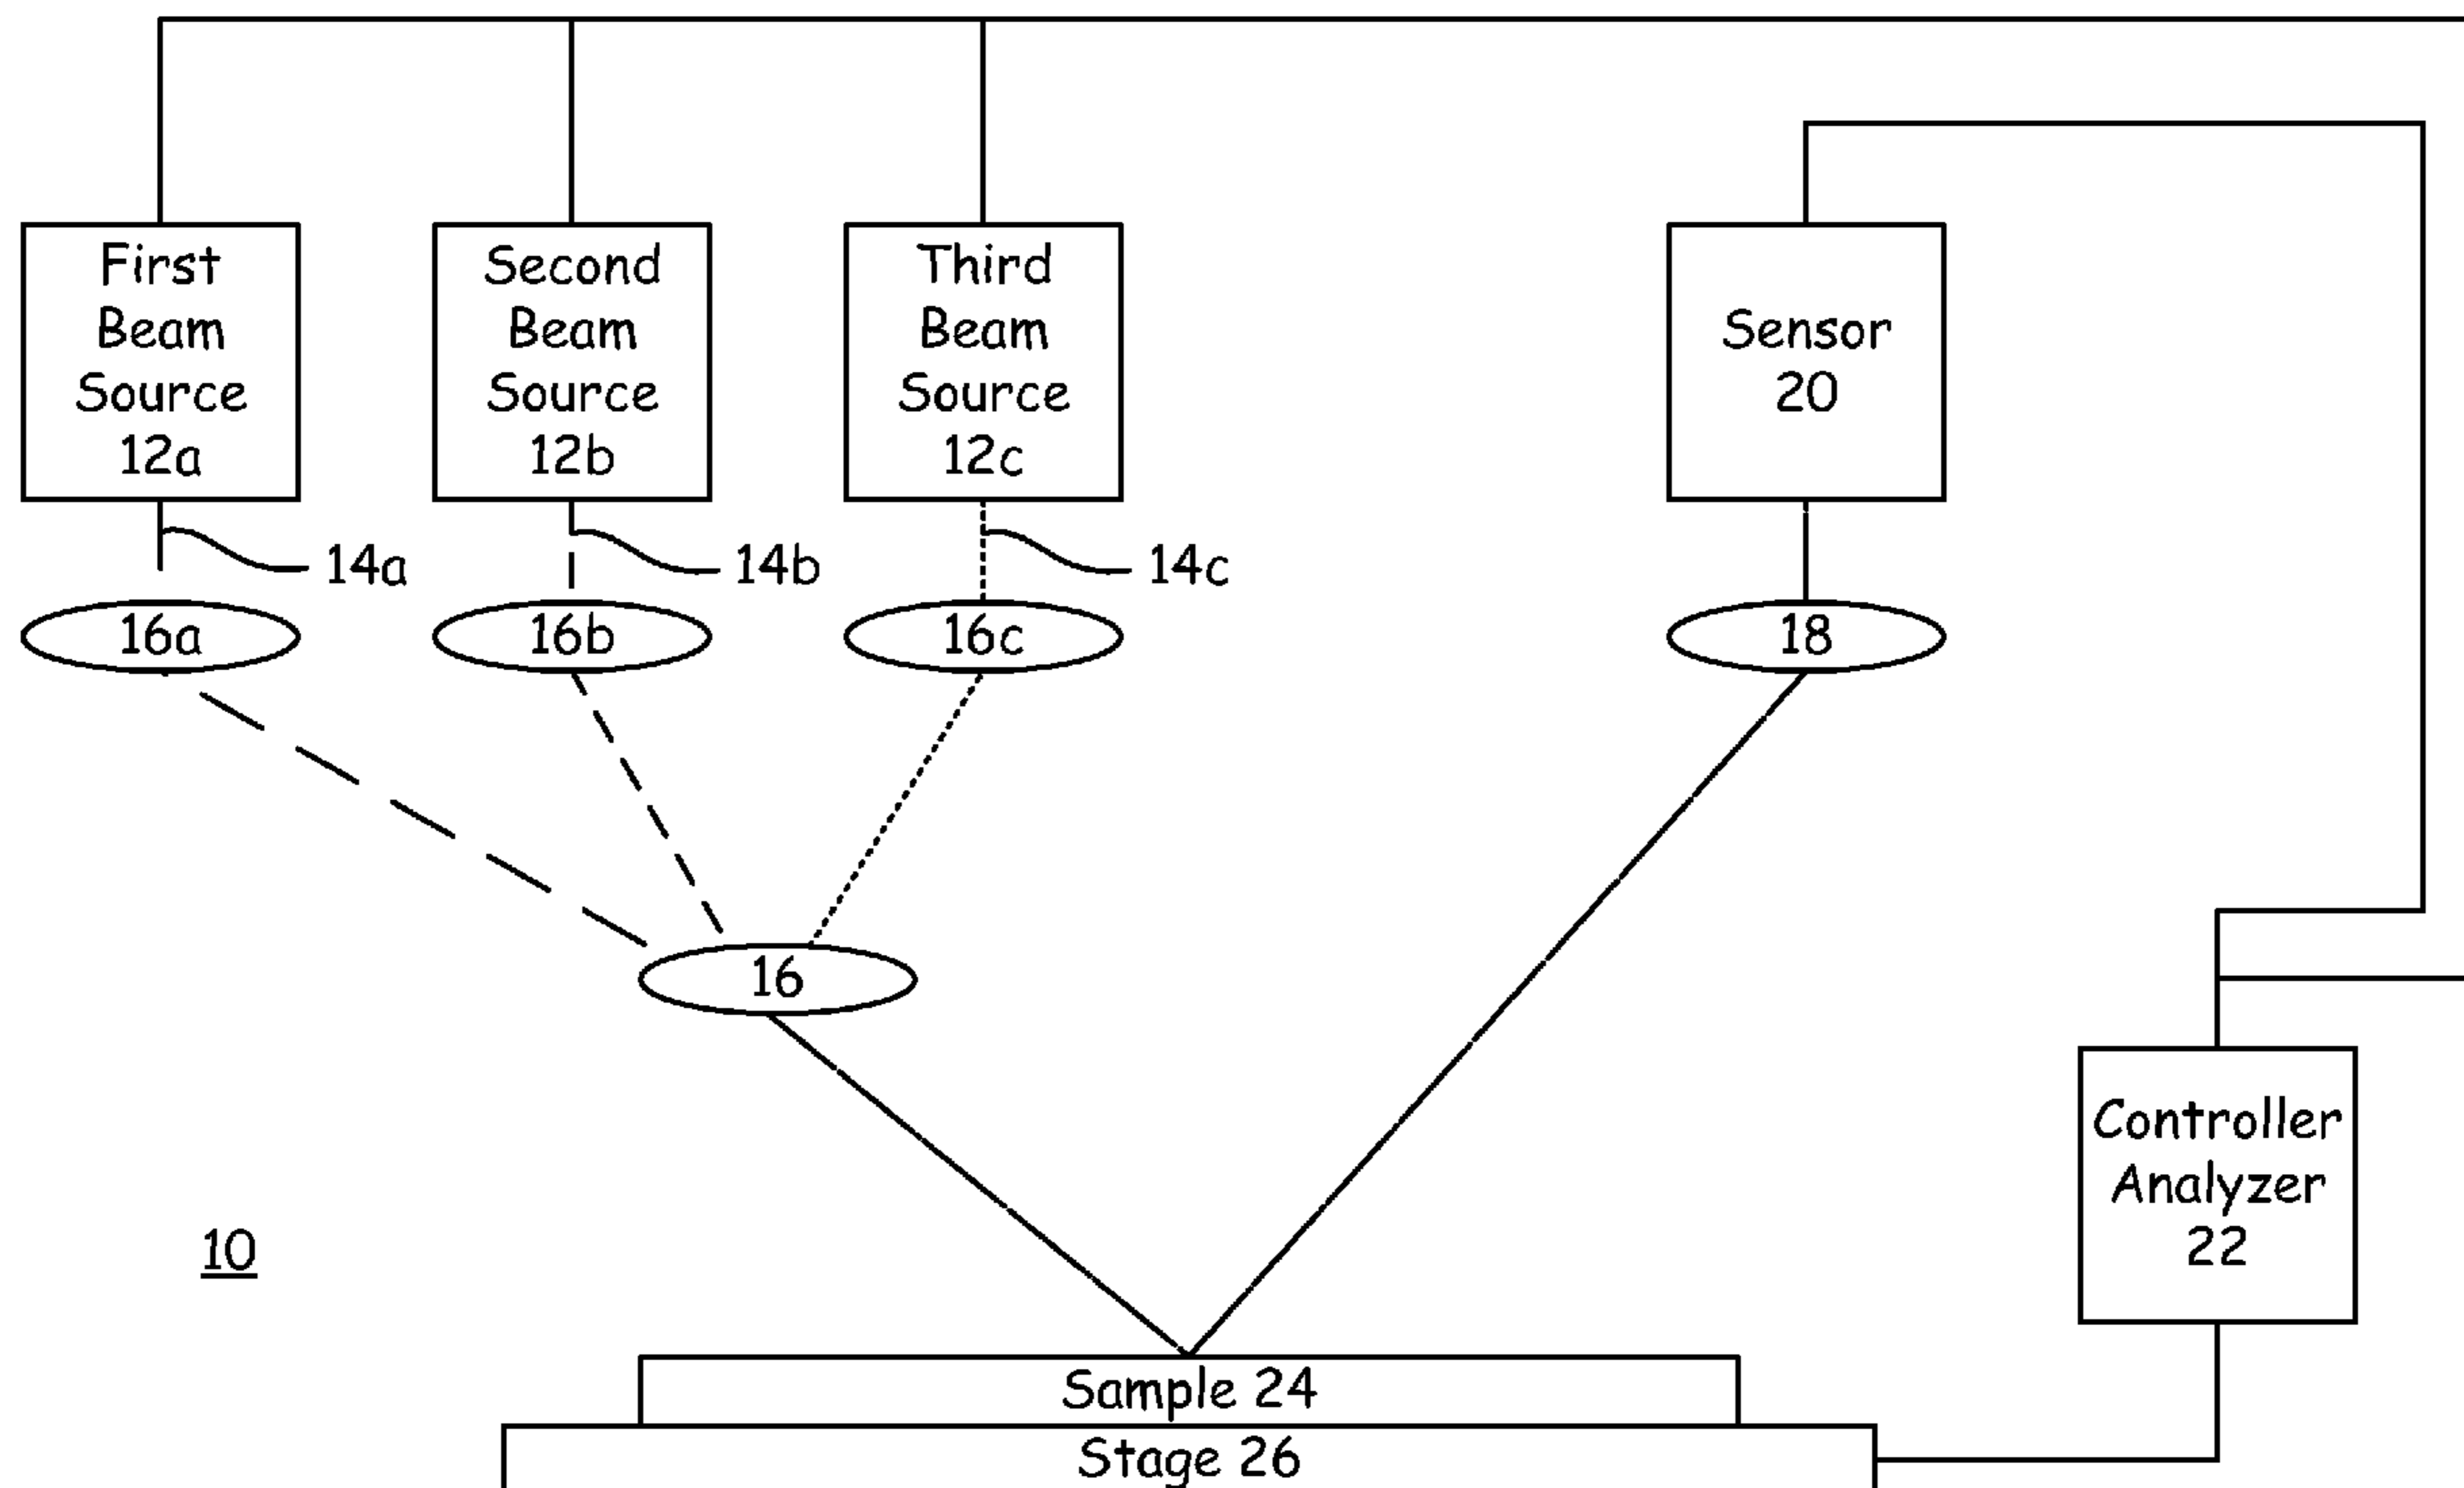 First
Beam
Source
12a
Second
Beam
Source
12b
Third
Beam
Source
12c
Sensor
20
14a
14b
14c
16a
16b
16c
18
16
Controller
Analyzer
22
10
Sample 24
Stage 26